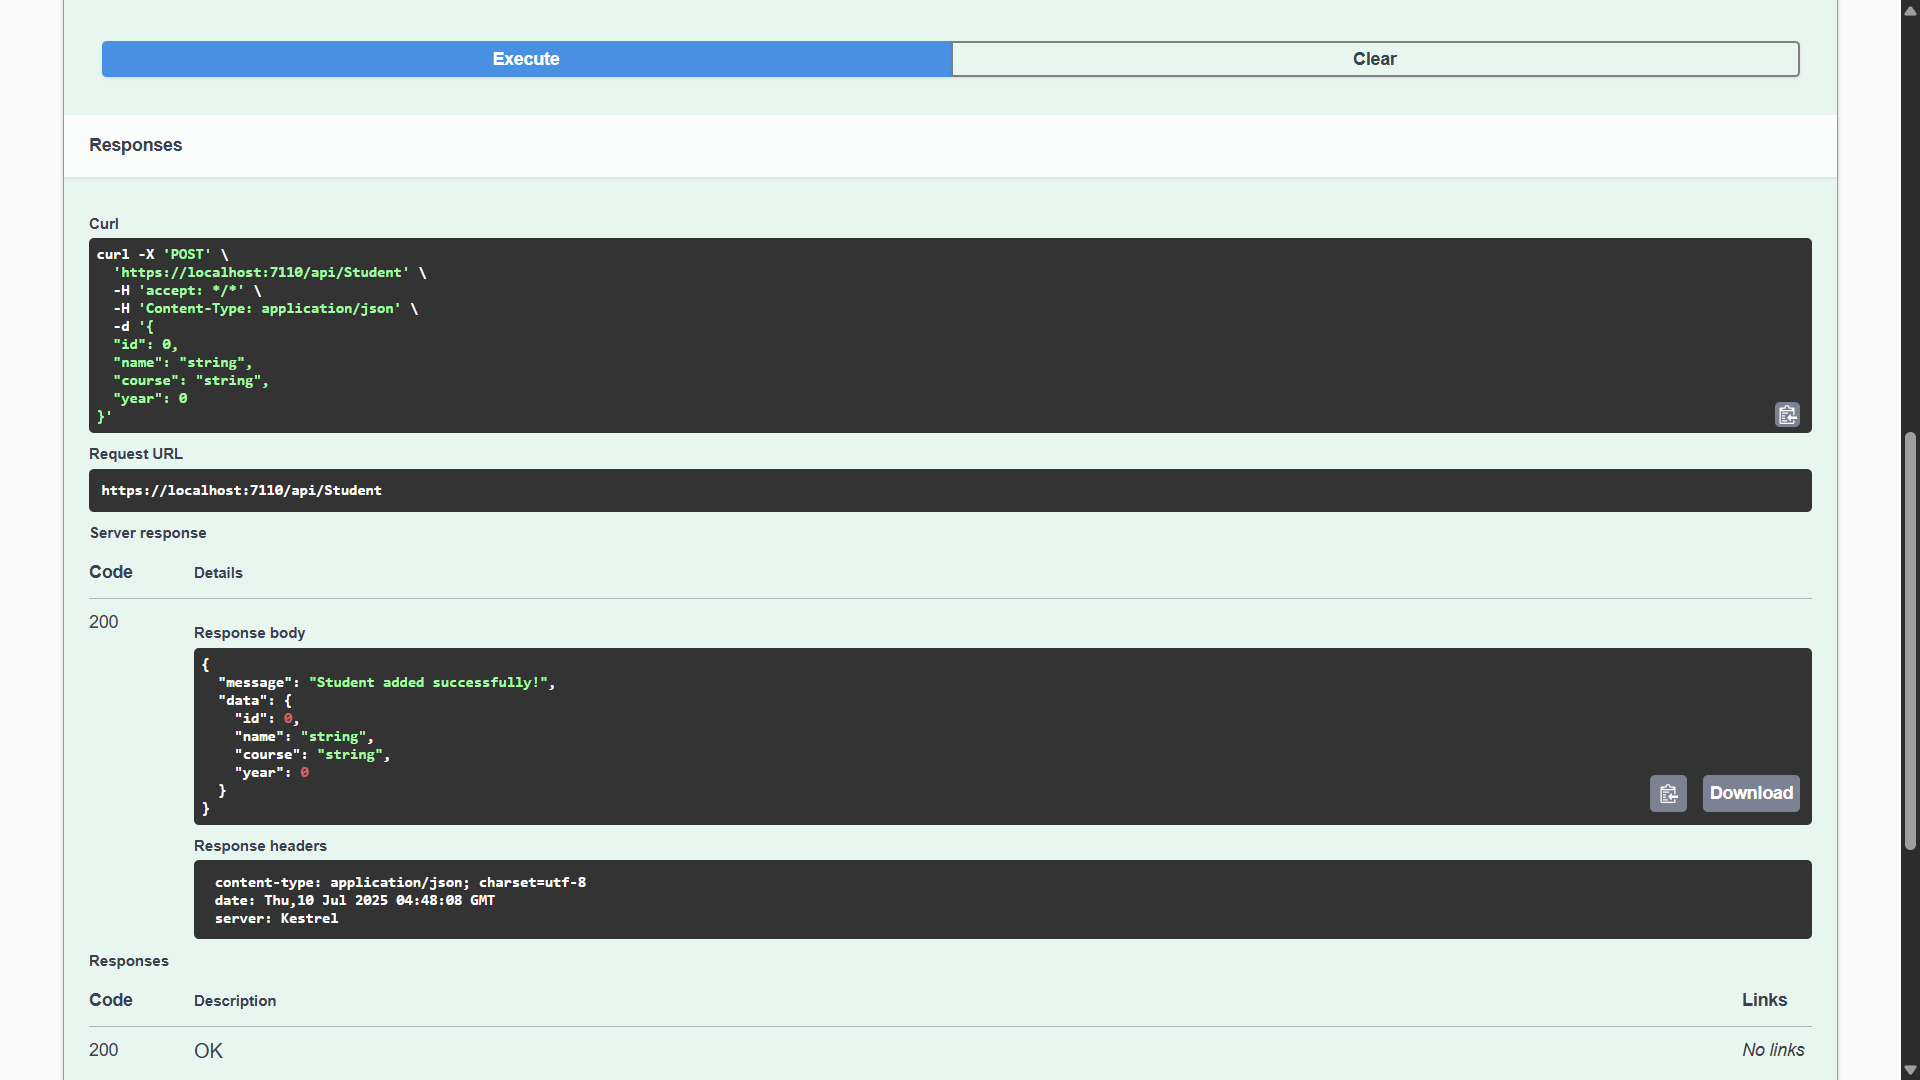 Execute
Clear
Responses
Curl
curl -X 'POST' \
  'https://localhost:7110/api/Student' \
  -H 'accept: */*' \
  -H 'Content-Type: application/json' \
  -d '{
  "id": 0,
  "name": "string",
  "course": "string",
  "year": 0
}'
Request URL
https://localhost:7110/api/Student
Server response
Code Details
200
Response body
{
  "message": "Student added successfully!",
  "data": {
    "id": 0,
    "name": "string",
    "course": "string",
    "year": 0
  }
}
Download
Response headers
content-type: application/json; charset=utf-8
date: Thu,10 Jul 2025 04:48:08 GMT
server: Kestrel
Responses
Code Description Links
200 OK No links